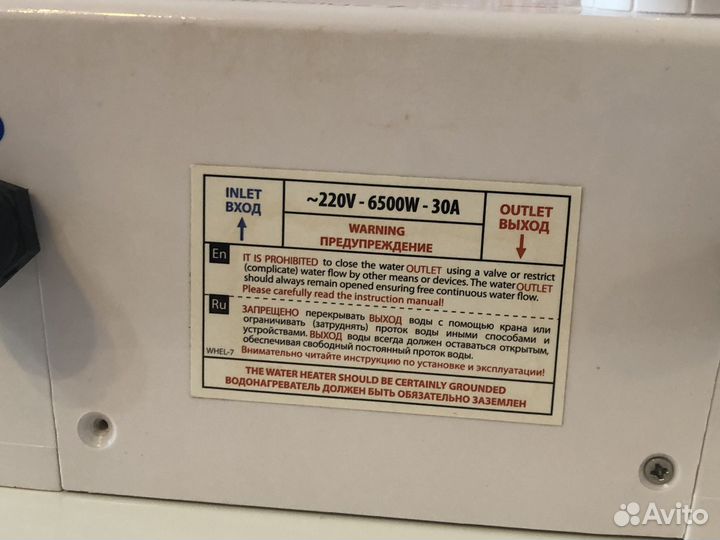 INLET
ВХОД
~220V - 6500W - 30A
WARNING
ПРЕДУПРЕЖДЕНИЕ
OUTLET
ВЫХОД
En
IT IS PROHIBITED to close the water OUTLET using a valve or restrict
(complicate) water flow by other means or devices. The water OUTLET
should always remain opened ensuring free continuous water flow.
Please carefully read the instruction manual!
Ru
ЗАПРЕЩЕНО перекрывать ВЫХОД воды с помощью крана или
ограничивать (затруднять) проток воды иными способами и
устройствами. ВЫХОД воды всегда должен оставаться открытым,
обеспечивая свободный постоянный проток воды.
Внимательно читайте инструкцию по установке и эксплуатации!
WHEL-7
THE WATER HEATER SHOULD BE CERTAINLY GROUNDED
ВОДОНАГРЕВАТЕЛЬ ДОЛЖЕН БЫТЬ ОБЯЗАТЕЛЬНО ЗАЗЕМЛЕН
Avito